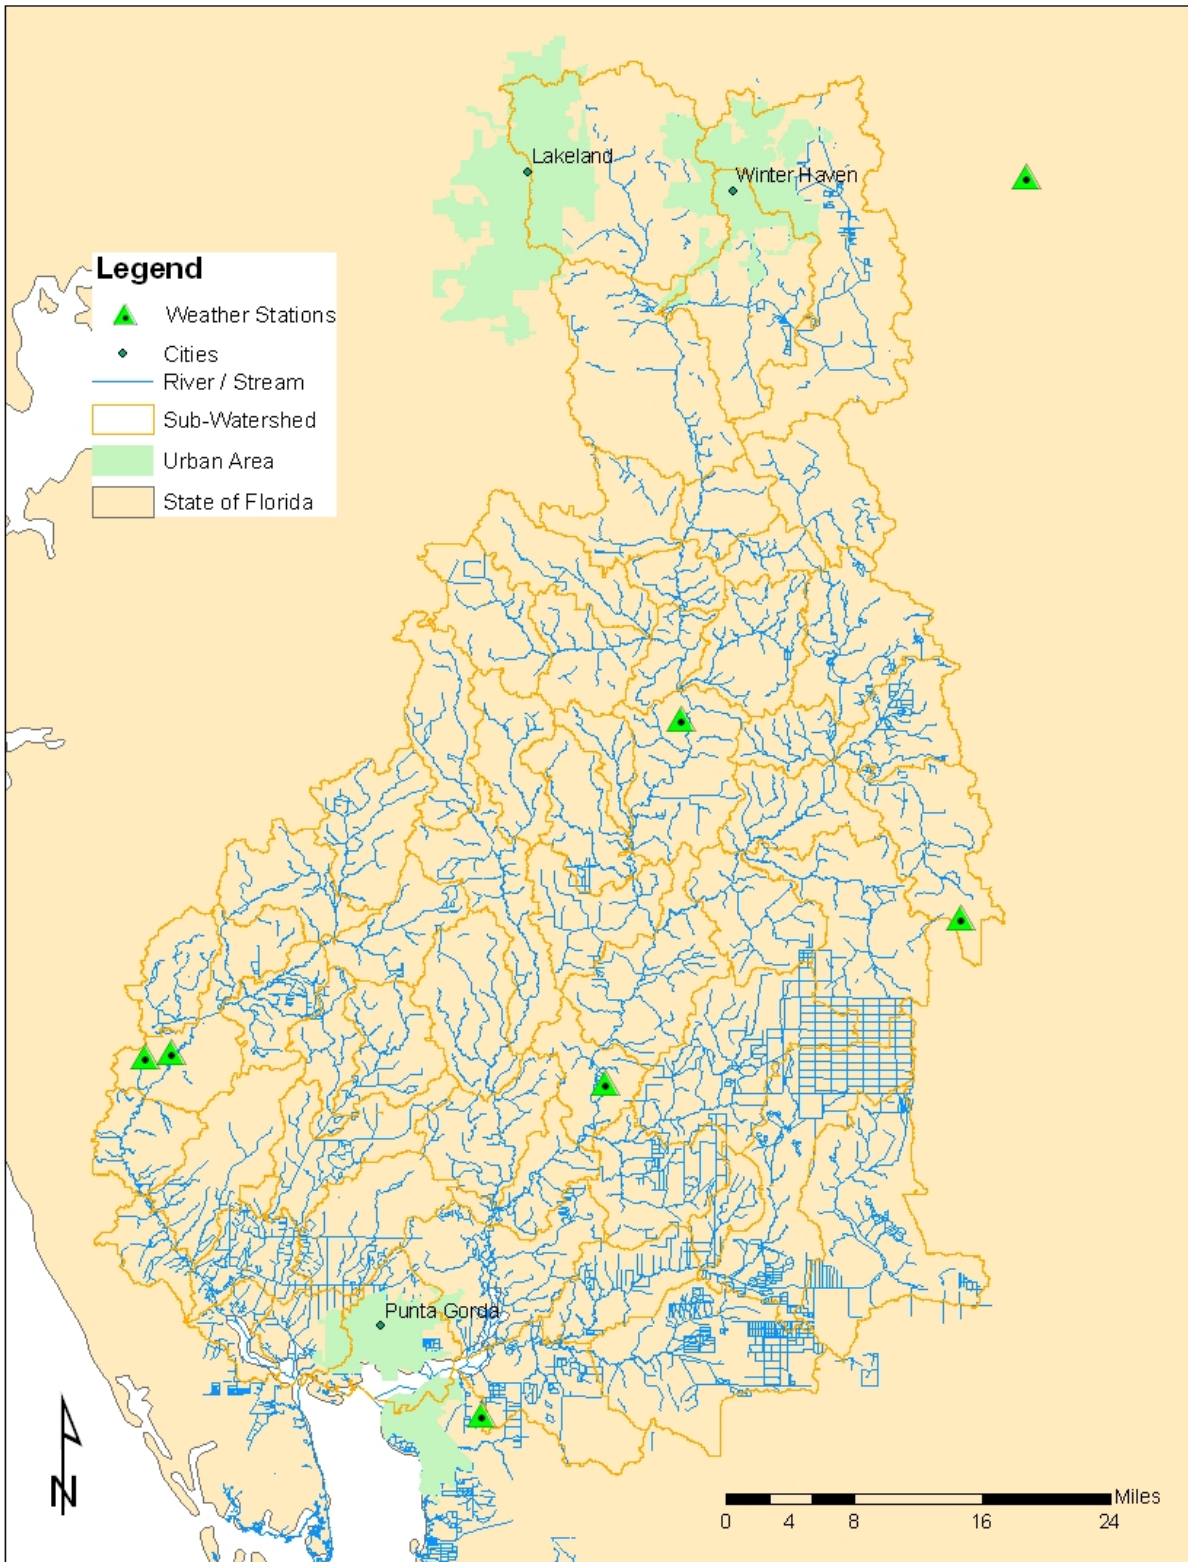 Lakeland
Winter Haven
Legend
Weather Stations
Cities
River / Stream
Sub-Watershed
Urban Area
State of Florida
Punta Gorda
N
Miles
0 4 8 16 24